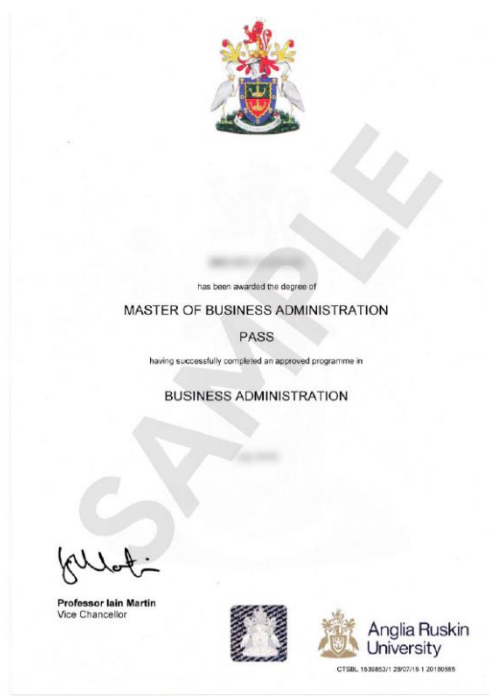 has been awarded the degree of
MASTER OF BUSINESS ADMINISTRATION
PASS
having successfully completed an approved programme in
BUSINESS ADMINISTRATION
SAMPLE
Professor Iain Martin
Vice Chancellor
Anglia Ruskin
University